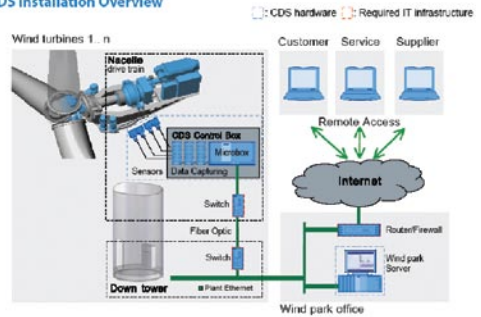 DS Installation Overview
: CDS hardware : Required IT infrastructure
Wind turbines 1.. n
Nacelle
drive train
Customer Service Supplier
CDS Control Box
Microbox
Data Capturing
Sensors
Remote Access
Internet
Switch
Fiber Optic
Router/Firewall
Switch
Wind park
Server
Down tower
Plant Ethernet
Wind park office